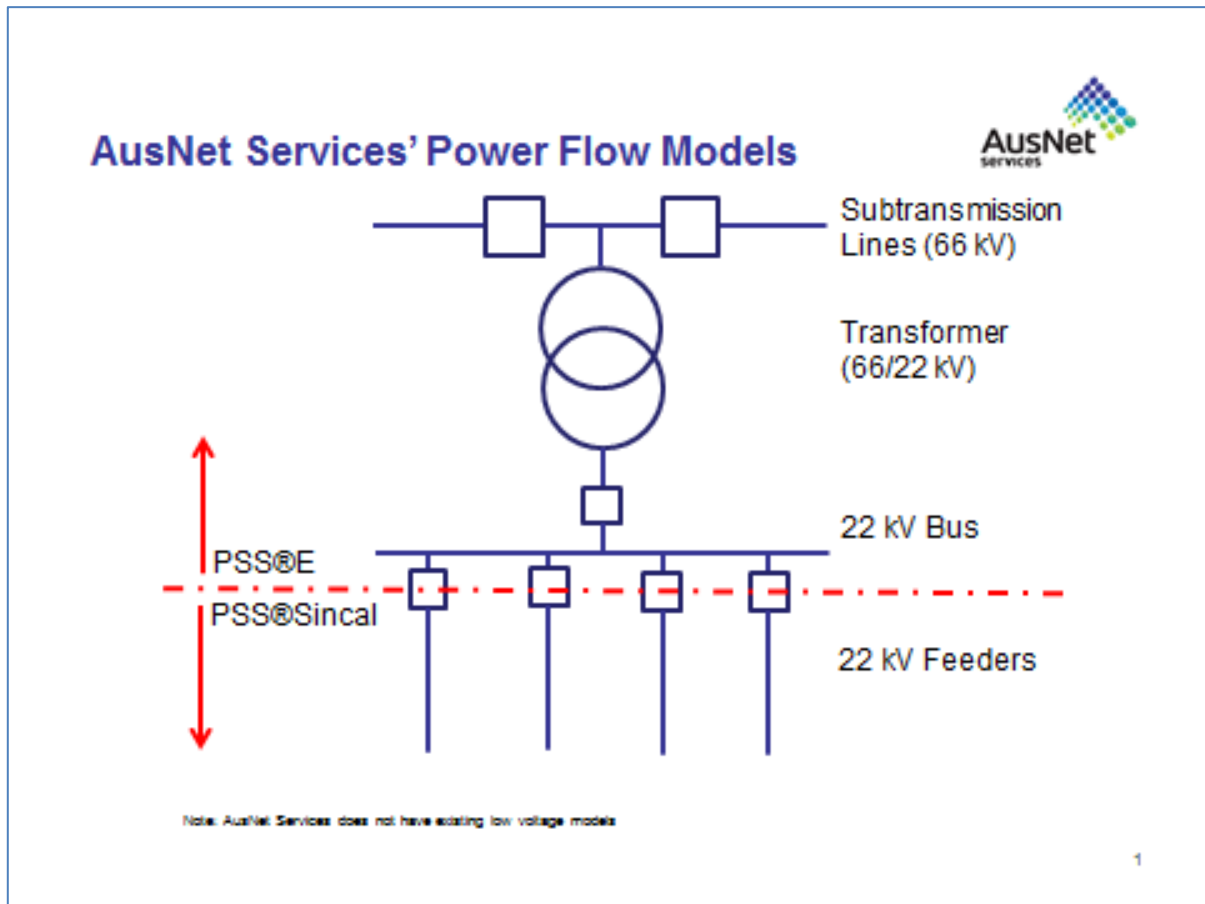 AusNet Services' Power Flow Models
AusNet
services
Subtransmission
Lines (66 kV)
Transformer
(66/22 kV)
22 kV Bus
PSS®E
PSS®Sincal
22 kV Feeders
Note: AusNet Services does not have existing low voltage models
1